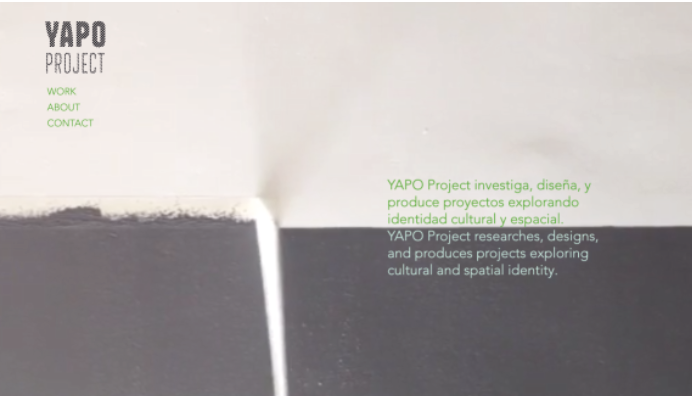 YAPO
PROJECT
WORK
ABOUT
CONTACT
YAPO Project investiga, diseña, y
produce proyectos explorando
identidad cultural y espacial.
YAPO Project researches, designs,
and produces projects exploring
cultural and spatial identity.